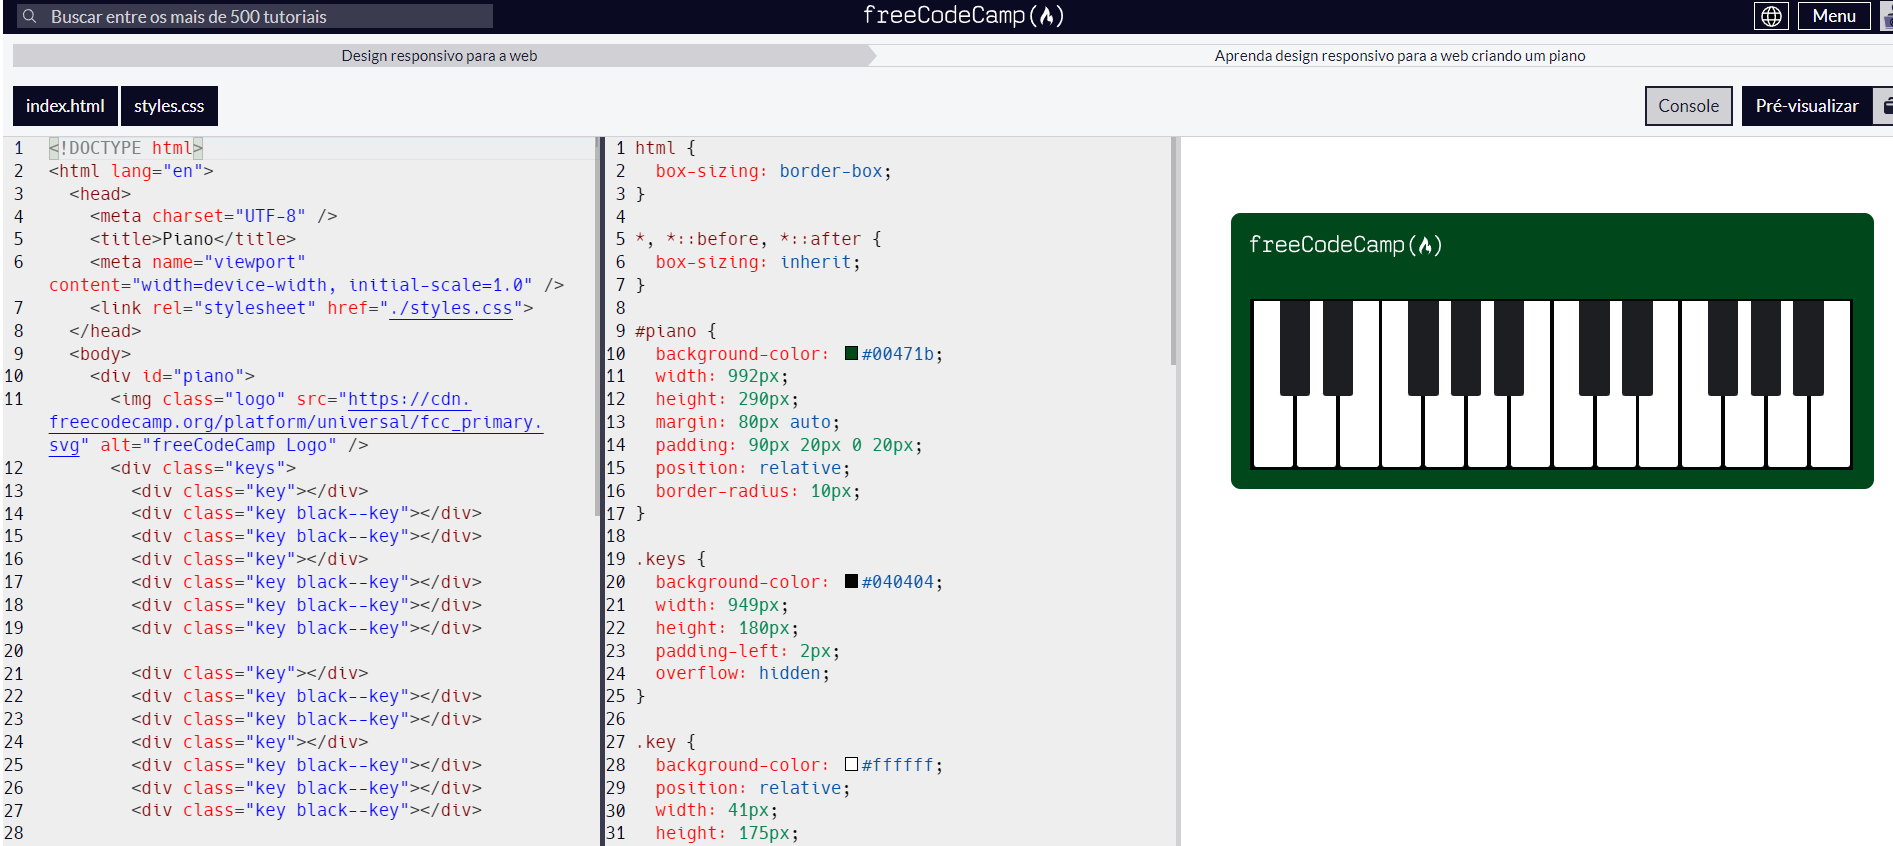 Buscar entre os mais de 500 tutoriais
freeCodeCamp
Menu
Design responsivo para a web
Aprenda design responsivo para a web criando um piano
index.html
styles.css
Console
Pré-visualizar
1 <!DOCTYPE html>
2 <html lang="en">
3 <head>
4 <meta charset="UTF-8" />
5 <title>Piano</title>
6 <meta name="viewport"
content="width=device-width, initial-scale=1.0" />
7 <link rel="stylesheet" href="./styles.css">
8 </head>
9 <body>
10 <div id="piano">
11 <img class="logo" src="https://cdn.
freecodecamp.org/platform/universal/fcc_primary.
svg" alt="freeCodeCamp Logo" />
12 <div class="keys">
13 <div class="key"></div>
14 <div class="key black--key"></div>
15 <div class="key black--key"></div>
16 <div class="key"></div>
17 <div class="key black--key"></div>
18 <div class="key black--key"></div>
19 <div class="key black--key"></div>
20
21 <div class="key"></div>
22 <div class="key black--key"></div>
23 <div class="key black--key"></div>
24 <div class="key"></div>
25 <div class="key black--key"></div>
26 <div class="key black--key"></div>
27 <div class="key black--key"></div>
28
1 html {
2 box-sizing: border-box;
3 }
4
5 *, *::before, *::after {
6 box-sizing: inherit;
7 }
8
9 #piano {
10 background-color: #00471b;
11 width: 992px;
12 height: 290px;
13 margin: 80px auto;
14 padding: 90px 20px 0 20px;
15 position: relative;
16 border-radius: 10px;
17 }
18
19 .keys {
20 background-color: #040404;
21 width: 949px;
22 height: 180px;
23 padding-left: 2px;
24 overflow: hidden;
25 }
26
27 .key {
28 background-color: #ffffff;
29 position: relative;
30 width: 41px;
31 height: 175px;
freeCodeCamp